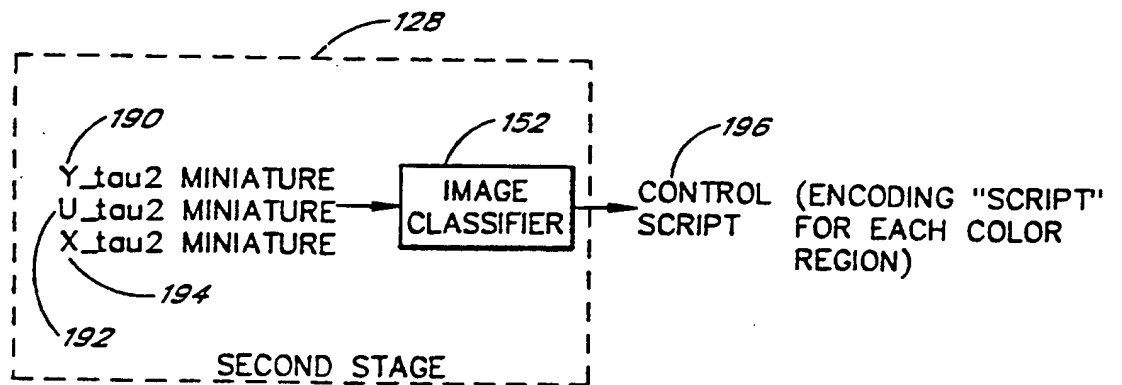 128
190
152
196
Y_tau2 MINIATURE
U_tau2 MINIATURE
X_tau2 MINIATURE
IMAGE
CLASSIFIER
CONTROL
SCRIPT
(ENCODING "SCRIPT"
FOR EACH COLOR
REGION)
194
192
SECOND STAGE